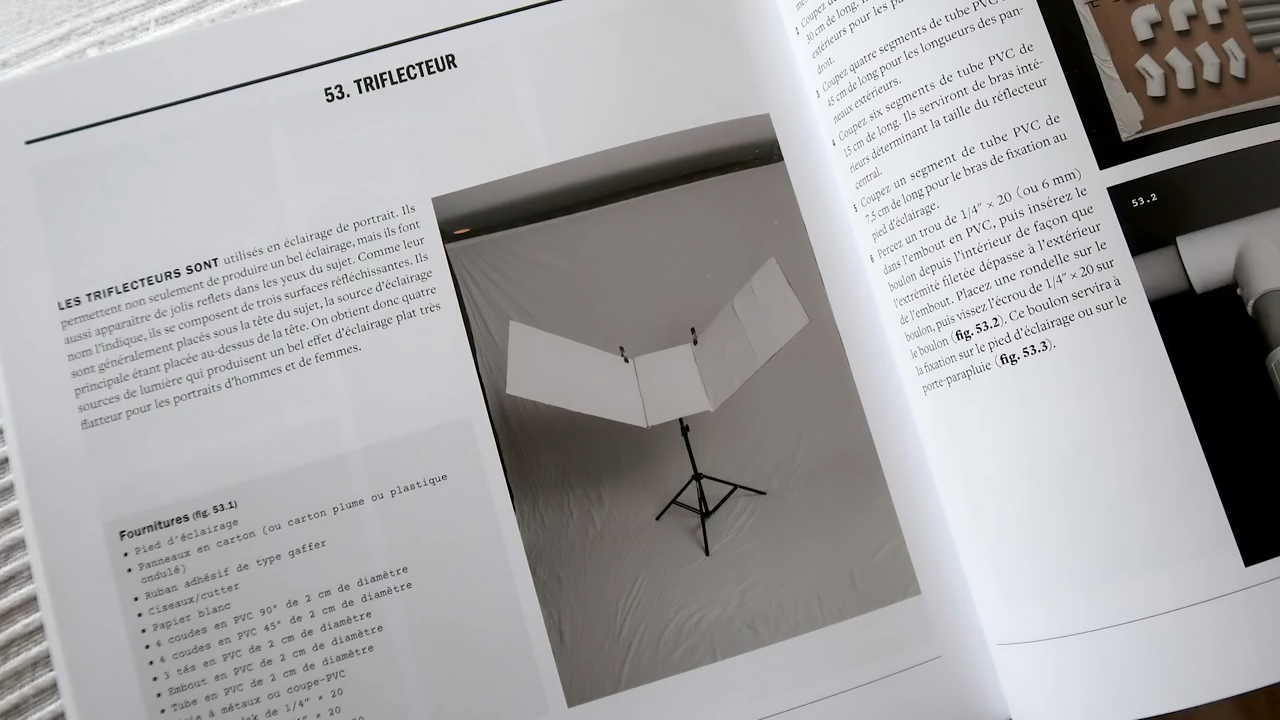 53. TRIFLECTEUR
LES TRIFLECTEURS SONT utilisés en éclairage de portrait. Ils
permettent non seulement de produire un bel éclairage, mais ils font
aussi apparaître de jolis reflets dans les yeux du sujet. Comme leur
nom l'indique, ils se composent de trois surfaces réfléchissantes. Ils
sont généralement placés sous la tête du sujet, la source d'éclairage
principale étant placée au-dessus de la tête. On obtient donc quatre
sources de lumière qui produisent un bel effet d'éclairage plat très
flatteur pour les portraits d'hommes et de femmes.
Fournitures (fig. 53.1)
• Pied d'éclairage
• Panneaux en carton (ou carton plume ou plastique
ondulé)
• Ruban adhésif de type gaffer
• Ciseaux/cutter
• Papier blanc
• 4 coudes en PVC 90° de 2 cm de diamètre
• 4 coudes en PVC 45° de 2 cm de diamètre
• 3 tés en PVC de 2 cm de diamètre
• Embout en PVC de 2 cm de diamètre
• Tube en PVC de 2 cm de diamètre
à métaux ou coupe-PVC
de 1/4" × 20
× 20
2 Coupez de
30 cm de long. I
extérieurs pour les pa
droit.
3 Coupez quatre segments de tube PVC
45 cm de long pour les longueurs des pan-
neaux extérieurs.
4 Coupez six segments de tube PVC de
15 cm de long. Ils serviront de bras inté-
rieurs déterminant la taille du réflecteur
central.
5 Coupez un segment de tube PVC de
7,5 cm de long pour le bras de fixation au
pied d'éclairage.
6 Percez un trou de 1/4" × 20 (ou 6 mm)
dans l'embout en PVC, puis insérez le
boulon depuis l'intérieur de façon que
l'extrémité filetée dépasse à l'extérieur
de l'embout. Placez une rondelle sur le
boulon, puis vissez l'écrou de 1/4" × 20 sur
le boulon (fig. 53.2). Ce boulon servira à
la fixation sur le pied d'éclairage ou sur le
porte-parapluie (fig. 53.3).
53.2